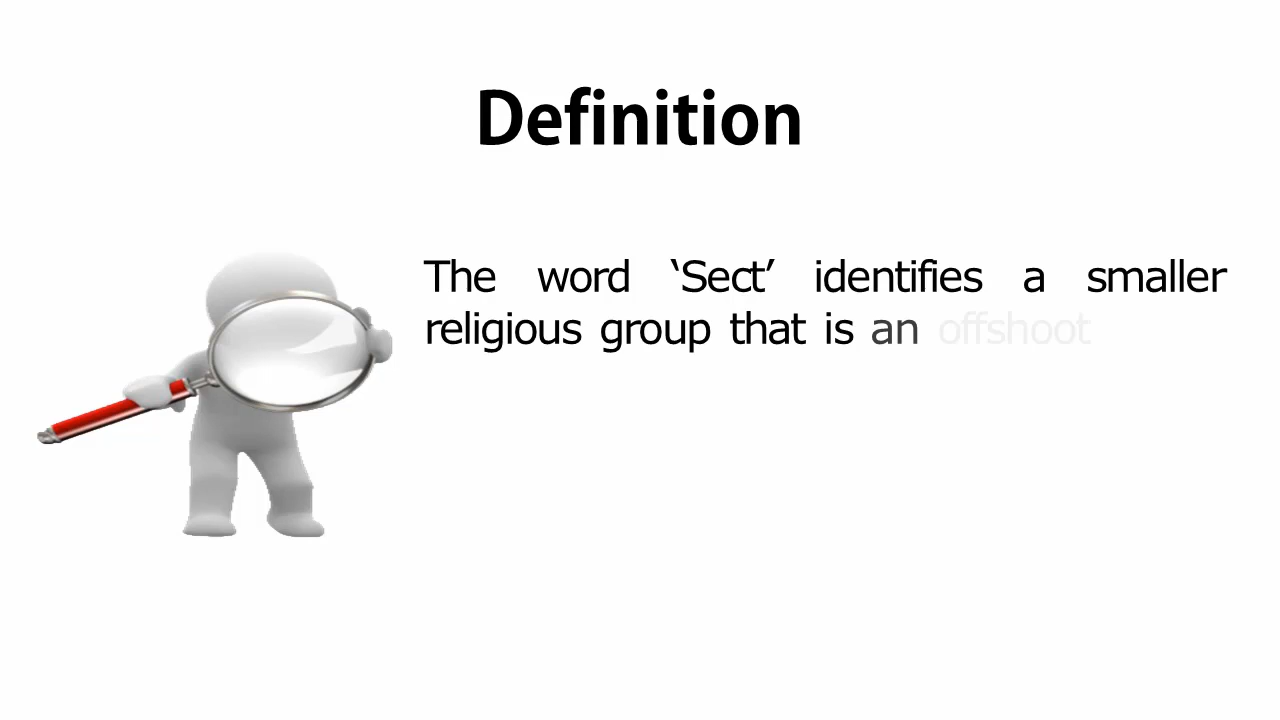 Definition
The word ‘Sect’ identifies a smaller
religious group that is an offshoot